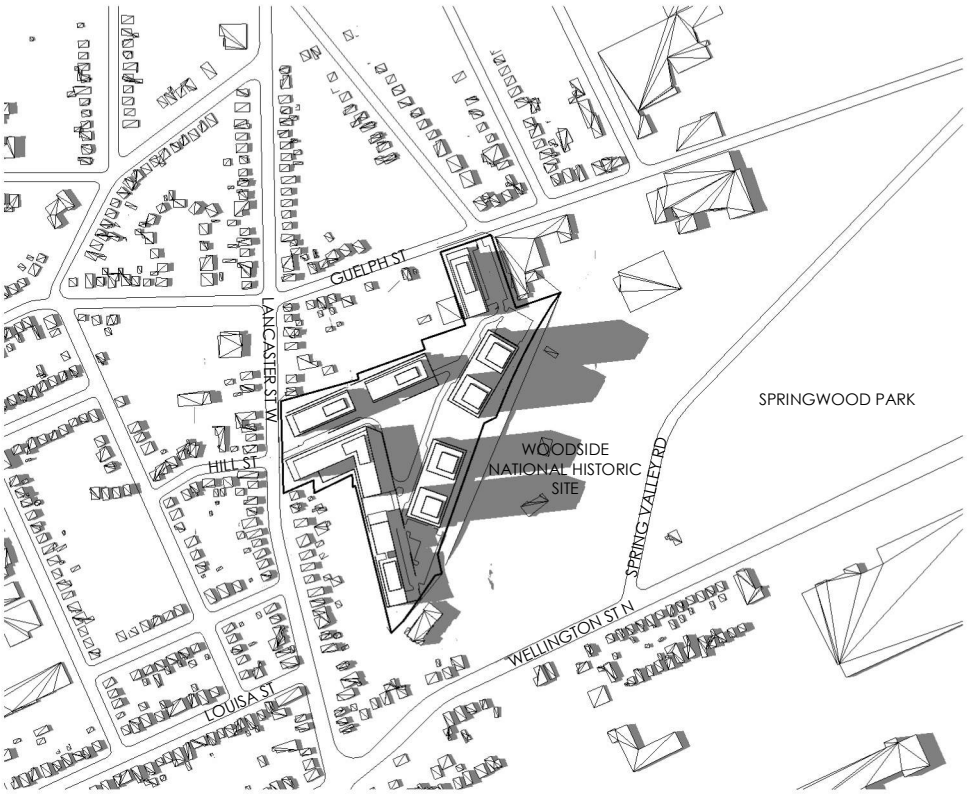 GUELPH ST
LANCASTER ST W
SPRINGWOOD PARK
WOODSIDE
NATIONAL HISTORIC
SITE
HILL ST
SPRING VALLEY RD
WELLINGTON ST N
LOUISA ST